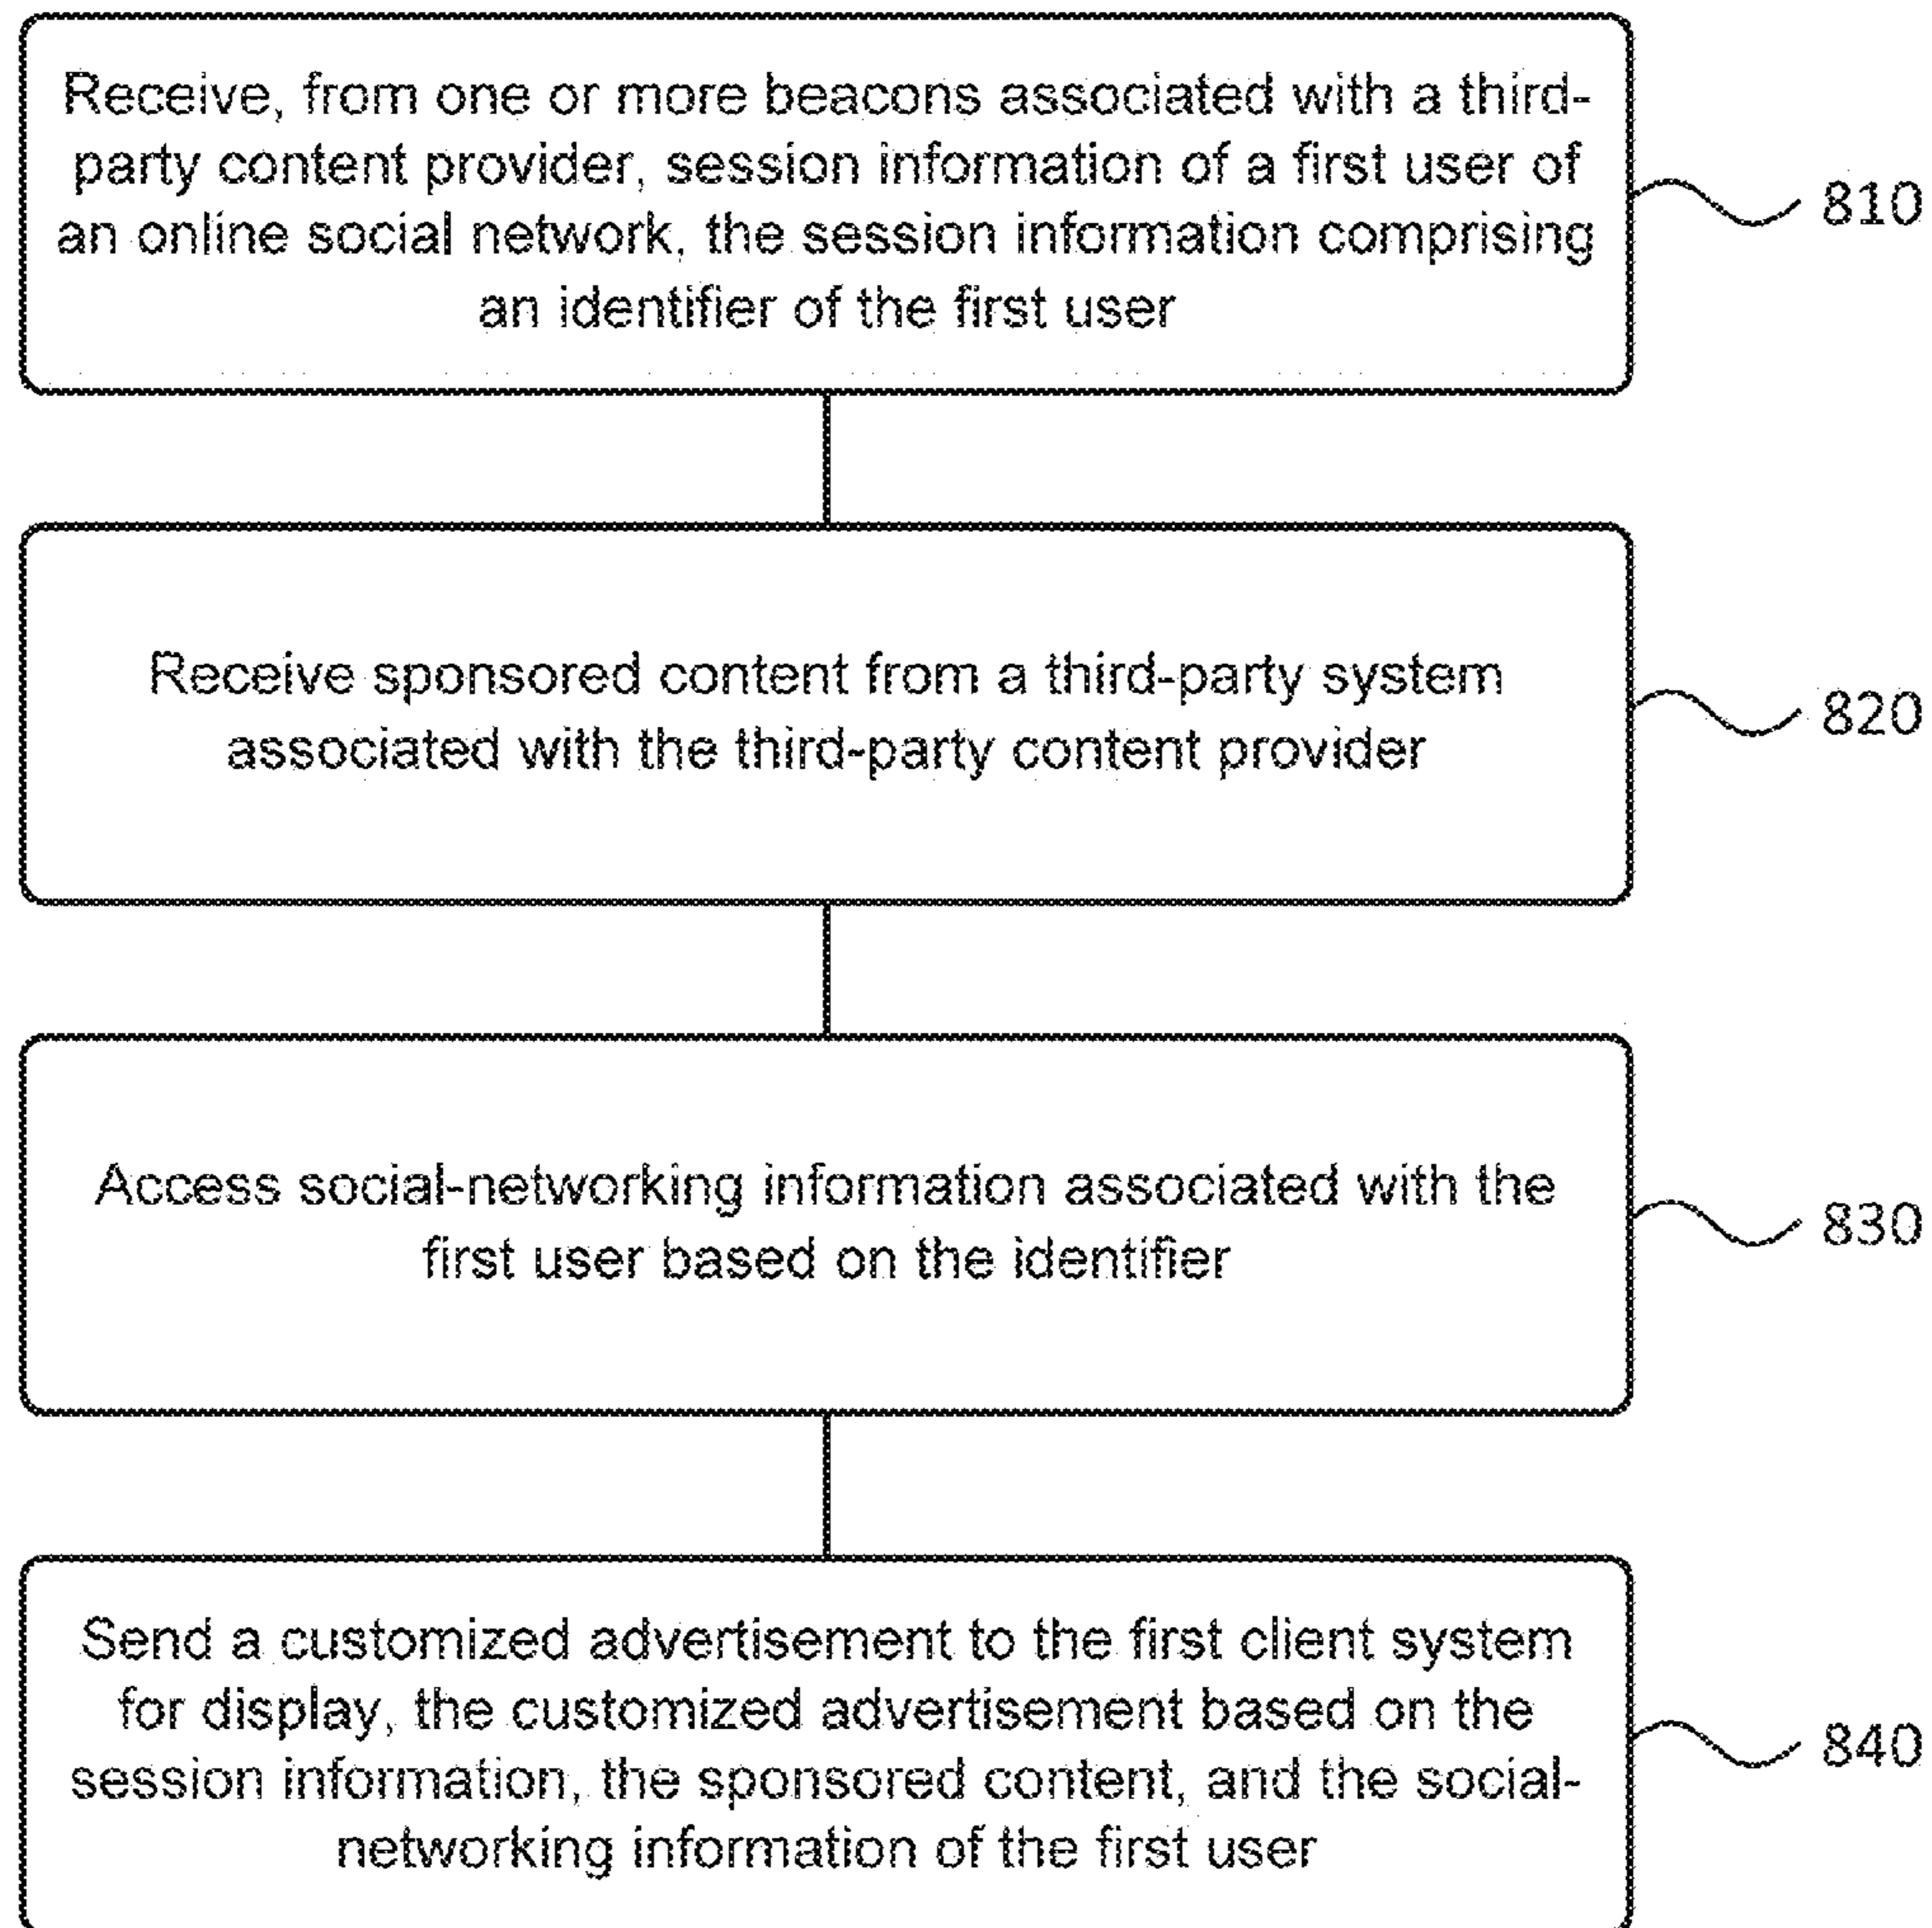 Receive, from one or more beacons associated with a third-
party content provider, session information of a first user of
an online social network, the session information comprising
an identifier of the first user
810
Receive sponsored content from a third-party system
associated with the third-party content provider
820
Access social-networking information associated with the
first user based on the identifier
830
Send a customized advertisement to the first client system
for display, the customized advertisement based on the
session information, the sponsored content, and the social-
networking information of the first user
840